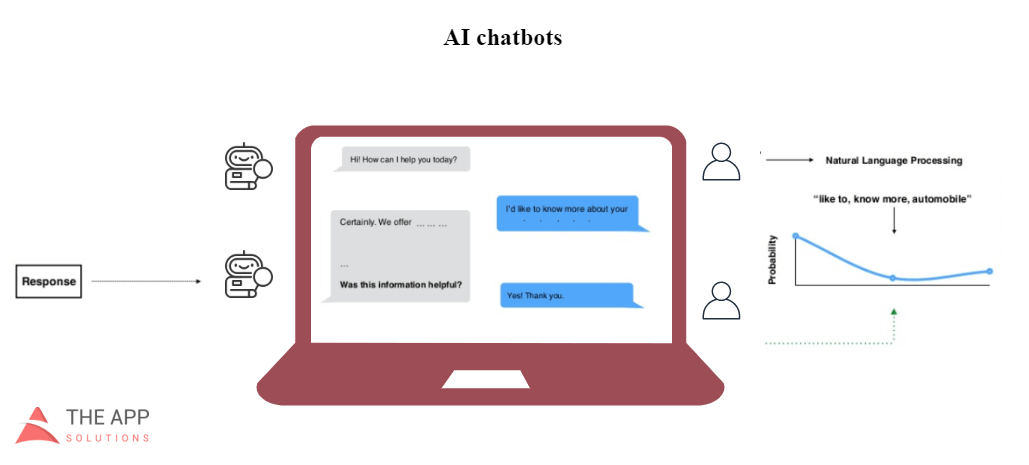 AI chatbots
Hi! How can I help you today?
Natural Language Processing
"like to, know more, automobile"
I'd like to know more about your
. . . . .
Certainly. We offer ... ... ...
...
Was this information helpful?
Probability
Response
Yes! Thank you.
THE APP
SOLUTIONS